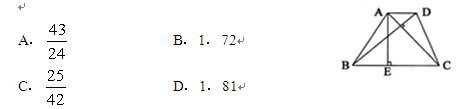 ↵
A. 43/24 B. 1．72↵
C. 25/42 D. 1．81↵
A D
B E C